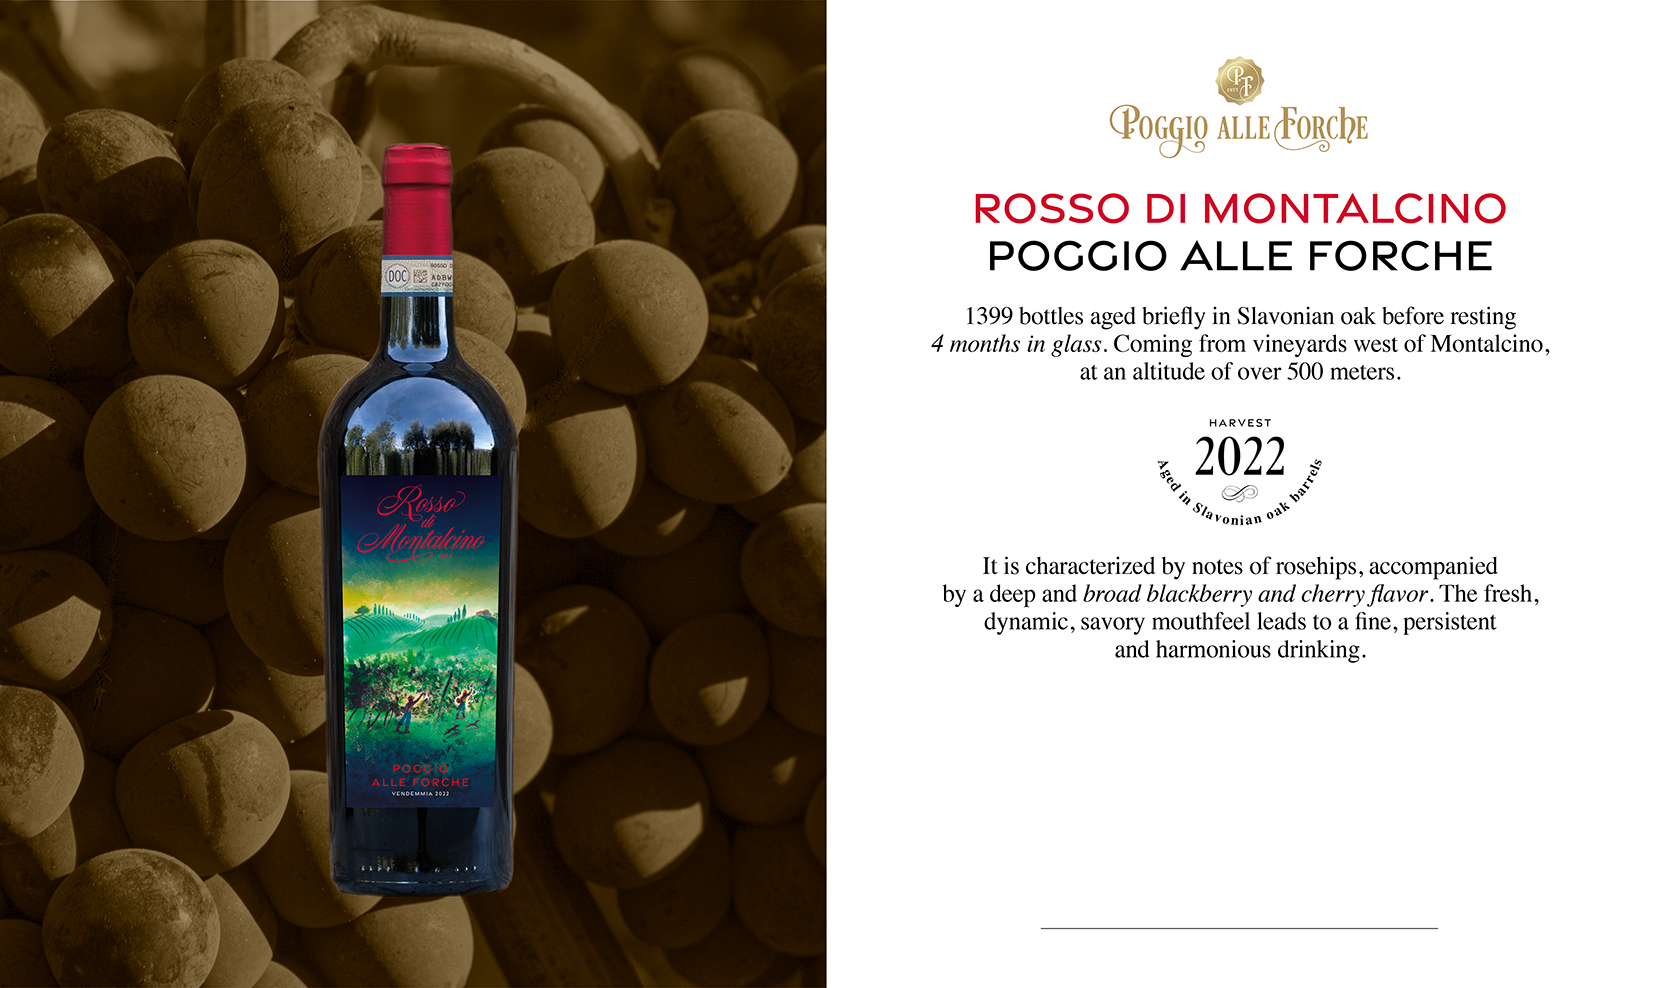 DOC
ROSSO
Rosso
di
Montalcino
POGGIO
ALLE FORCHE
VENDEMMIA 2022
PF
1977
POGGIO ALLE FORCHE
ROSSO DI MONTALCINO
POGGIO ALLE FORCHE
1399 bottles aged briefly in Slavonian oak before resting
4 months in glass. Coming from vineyards west of Montalcino,
at an altitude of over 500 meters.
HARVEST
2022
Aged in Slavonian oak barrels
It is characterized by notes of rosehips, accompanied
by a deep and broad blackberry and cherry flavor. The fresh,
dynamic, savory mouthfeel leads to a fine, persistent
and harmonious drinking.